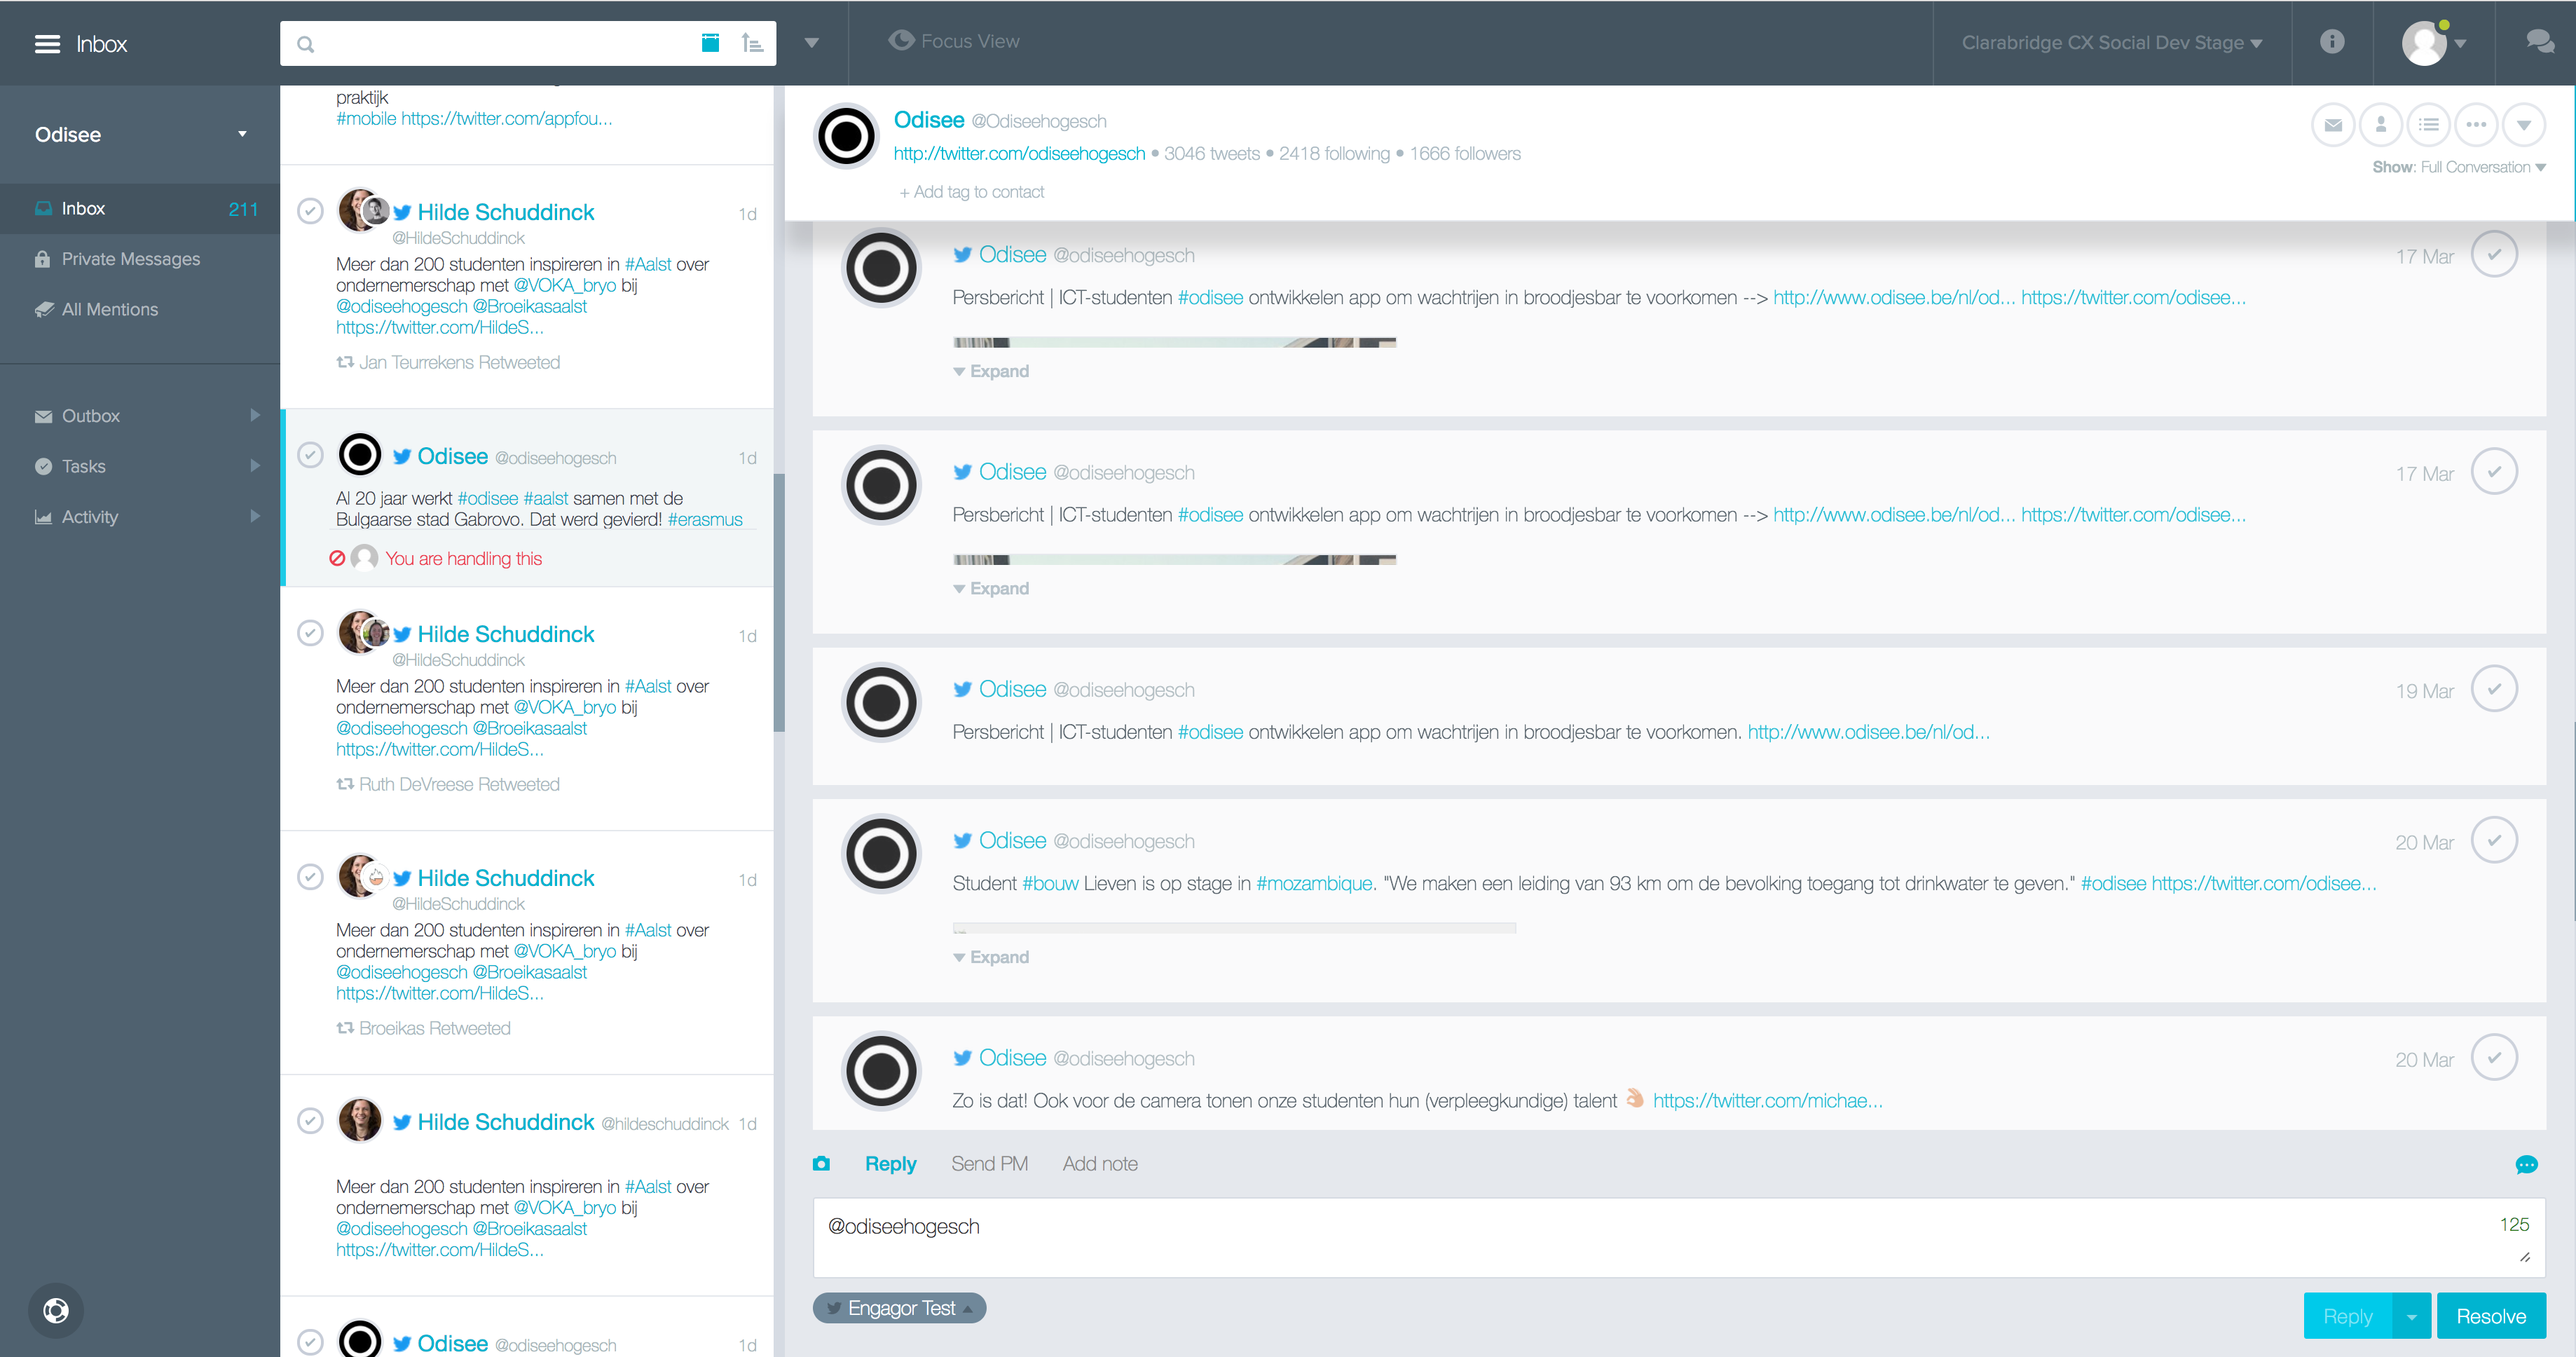 Inbox
Focus View
Clarabridge CX Social Dev Stage
Odisee
Inbox 211
Private Messages
All Mentions
Outbox
Tasks
Activity
praktijk
#mobile https://twitter.com/appfou...
Hilde Schuddinck 1d
@HildeSchuddinck
Meer dan 200 studenten inspireren in #Aalst over
ondernemerschap met @VOKA_bryo bij
@odiseehogesch @Broeikasaalst
https://twitter.com/HildeS...
Jan Teurrekens Retweeted
Odisee @odiseehogesch 1d
Al 20 jaar werkt #odisee #aalst samen met de
Bulgaarse stad Gabrovo. Dat werd gevierd! #erasmus
You are handling this
Hilde Schuddinck 1d
@HildeSchuddinck
Meer dan 200 studenten inspireren in #Aalst over
ondernemerschap met @VOKA_bryo bij
@odiseehogesch @Broeikasaalst
https://twitter.com/HildeS...
Ruth DeVreese Retweeted
Hilde Schuddinck 1d
@HildeSchuddinck
Meer dan 200 studenten inspireren in #Aalst over
ondernemerschap met @VOKA_bryo bij
@odiseehogesch @Broeikasaalst
https://twitter.com/HildeS...
Broeikas Retweeted
Hilde Schuddinck @hildeschuddinck 1d
Meer dan 200 studenten inspireren in #Aalst over
ondernemerschap met @VOKA_bryo bij
@odiseehogesch @Broeikasaalst
https://twitter.com/HildeS...
Odisee @odiseehogesch 1d
Odisee @Odiseehogesch
http://twitter.com/odiseehogesch • 3046 tweets • 2418 following • 1666 followers
+ Add tag to contact
Show: Full Conversation
Odisee @odiseehogesch 17 Mar
Persbericht | ICT-studenten #odisee ontwikkelen app om wachtrijen in broodjesbar te voorkomen --> http://www.odisee.be/nl/od... https://twitter.com/odisee...
Expand
Odisee @odiseehogesch 17 Mar
Persbericht | ICT-studenten #odisee ontwikkelen app om wachtrijen in broodjesbar te voorkomen --> http://www.odisee.be/nl/od... https://twitter.com/odisee...
Expand
Odisee @odiseehogesch 19 Mar
Persbericht | ICT-studenten #odisee ontwikkelen app om wachtrijen in broodjesbar te voorkomen. http://www.odisee.be/nl/od...
Odisee @odiseehogesch 20 Mar
Student #bouw Lieven is op stage in #mozambique. "We maken een leiding van 93 km om de bevolking toegang tot drinkwater te geven." #odisee https://twitter.com/odisee...
Expand
Odisee @odiseehogesch 20 Mar
Zo is dat! Ook voor de camera tonen onze studenten hun (verpleegkundige) talent 👌 https://twitter.com/michae...
Reply Send PM Add note
@odiseehogesch 125
Engagor Test
Reply Resolve